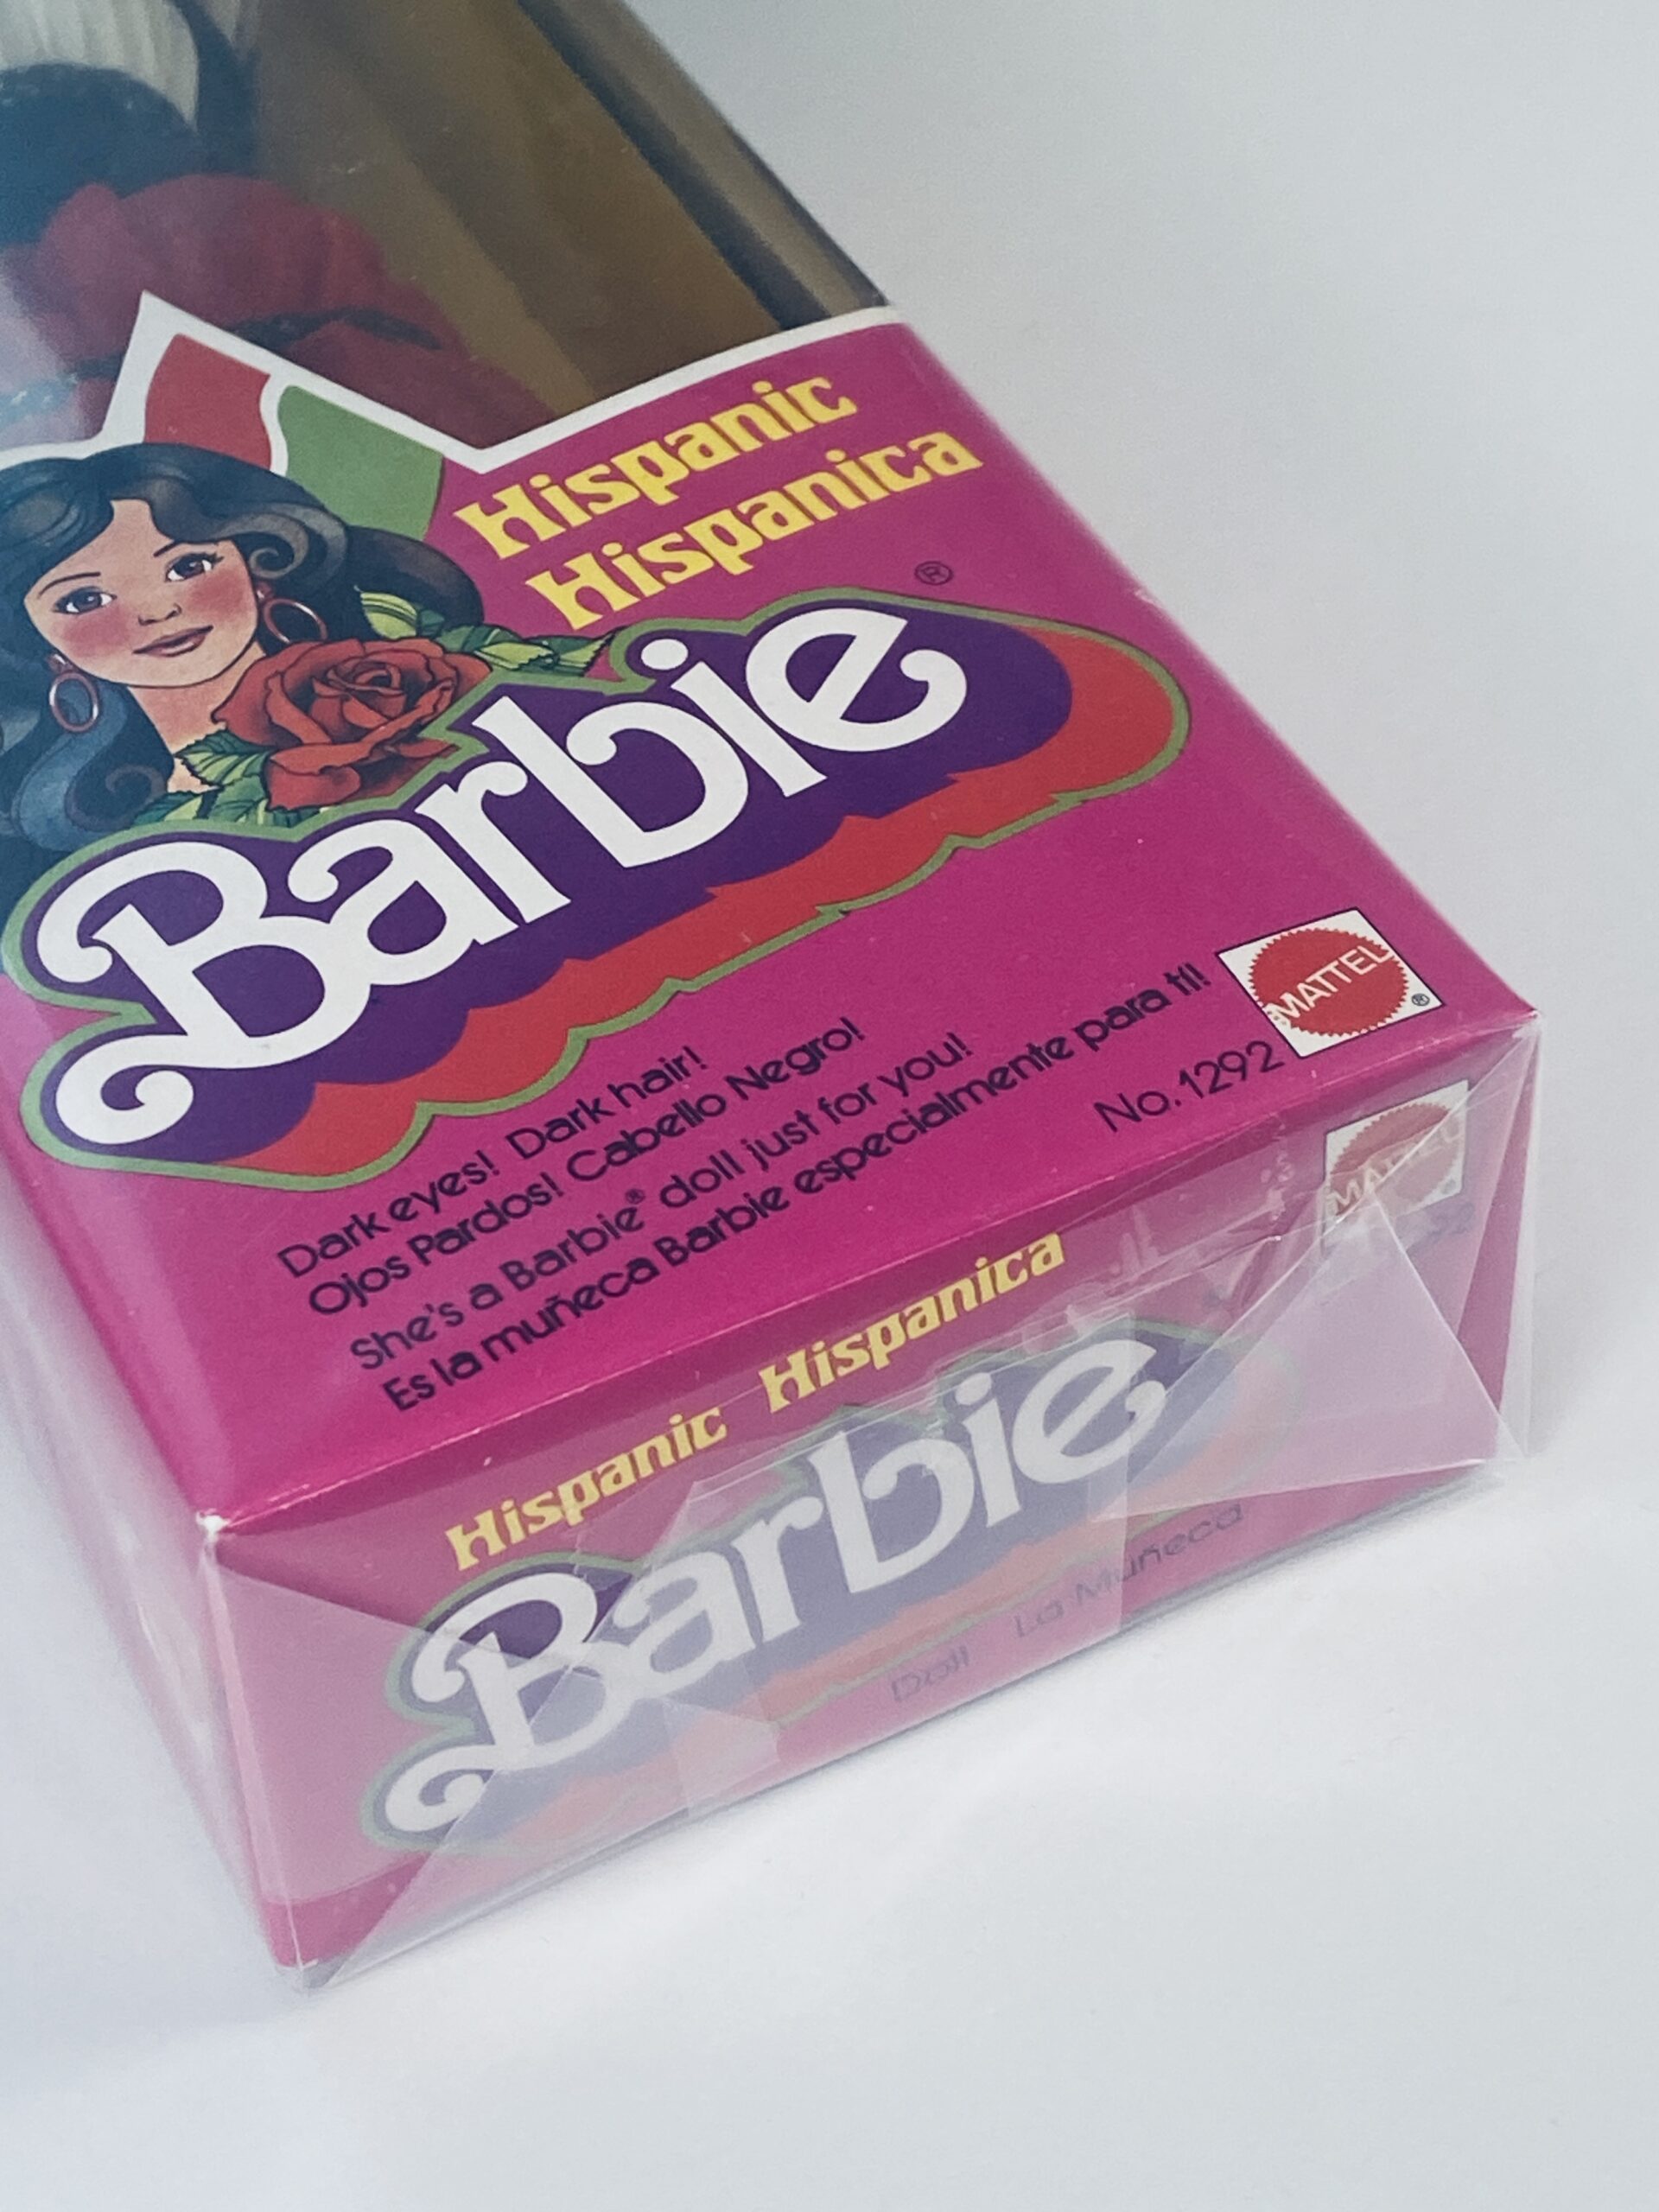 Hispanic
Hispanica
Barbie®
Dark eyes! Dark hair!
Ojos Pardos! Cabello Negro!
She's a Barbie® doll just for you!
Es la muñeca Barbie especialmente para ti!
No. 1292
MATTEL®
Hispanic Hispanica
Barbie
Doll La Muñeca
MATTEL